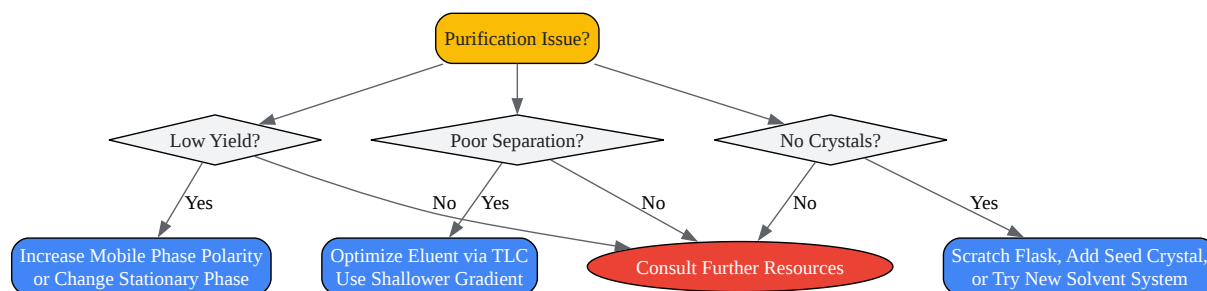 Purification Issue?
Low Yield?
Poor Separation?
No Crystals?
Yes
No
Yes
No
No
Yes
Increase Mobile Phase Polarity
or Change Stationary Phase
Optimize Eluent via TLC
Use Shallower Gradient
Consult Further Resources
Scratch Flask, Add Seed Crystal,
or Try New Solvent System